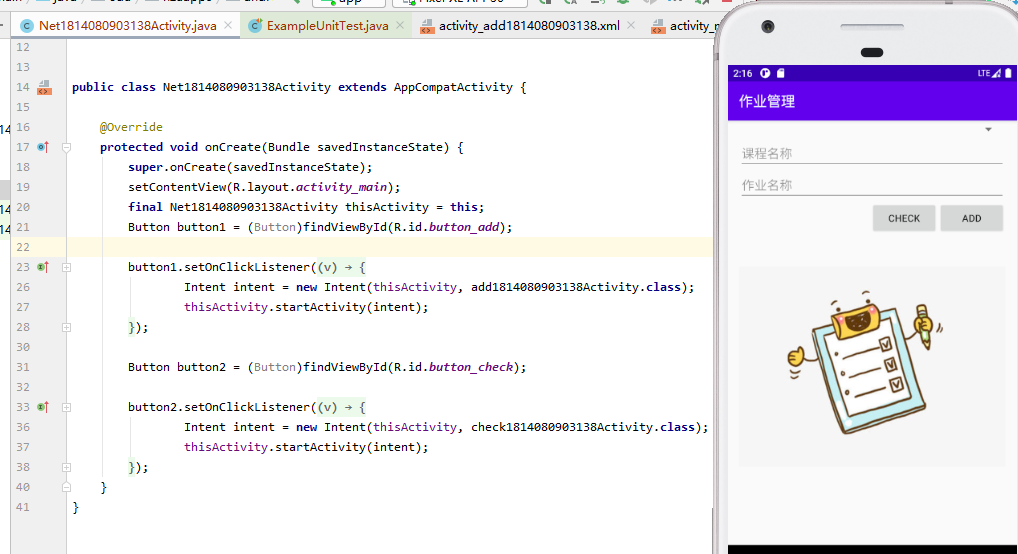 Net1814080903138Activity.java
ExampleUnitTest.java
activity_add1814080903138.xml
12
13
14 public class Net1814080903138Activity extends AppCompatActivity {
15
16 @Override
17 protected void onCreate(Bundle savedInstanceState) {
18 super.onCreate(savedInstanceState);
19 setContentView(R.layout.activity_main);
20 final Net1814080903138Activity thisActivity = this;
21 Button button1 = (Button)findViewById(R.id.button_add);
22
23 button1.setOnClickListener((v) → {
26 Intent intent = new Intent(thisActivity, add1814080903138Activity.class);
27 thisActivity.startActivity(intent);
28 });
30
31 Button button2 = (Button)findViewById(R.id.button_check);
32
33 button2.setOnClickListener((v) → {
36 Intent intent = new Intent(thisActivity, check1814080903138Activity.class);
37 thisActivity.startActivity(intent);
38 });
40 }
41 }
2:16
LTE
作业管理
课程名称
作业名称
CHECK ADD